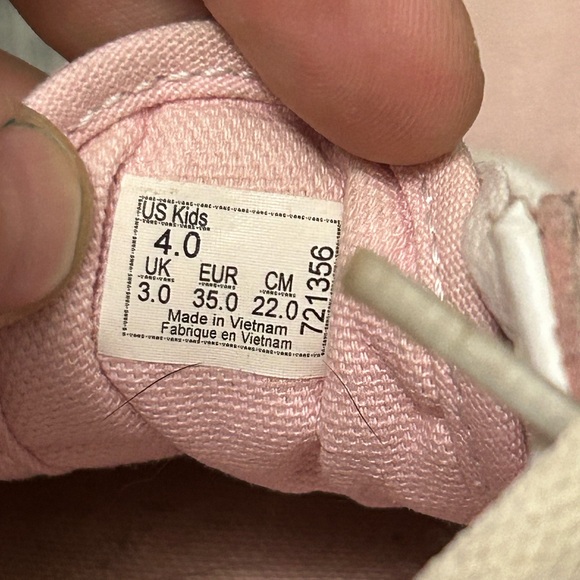 US Kids
4.0
UK EUR CM
3.0 35.0 22.0
Made in Vietnam
Fabrique en Vietnam
721356